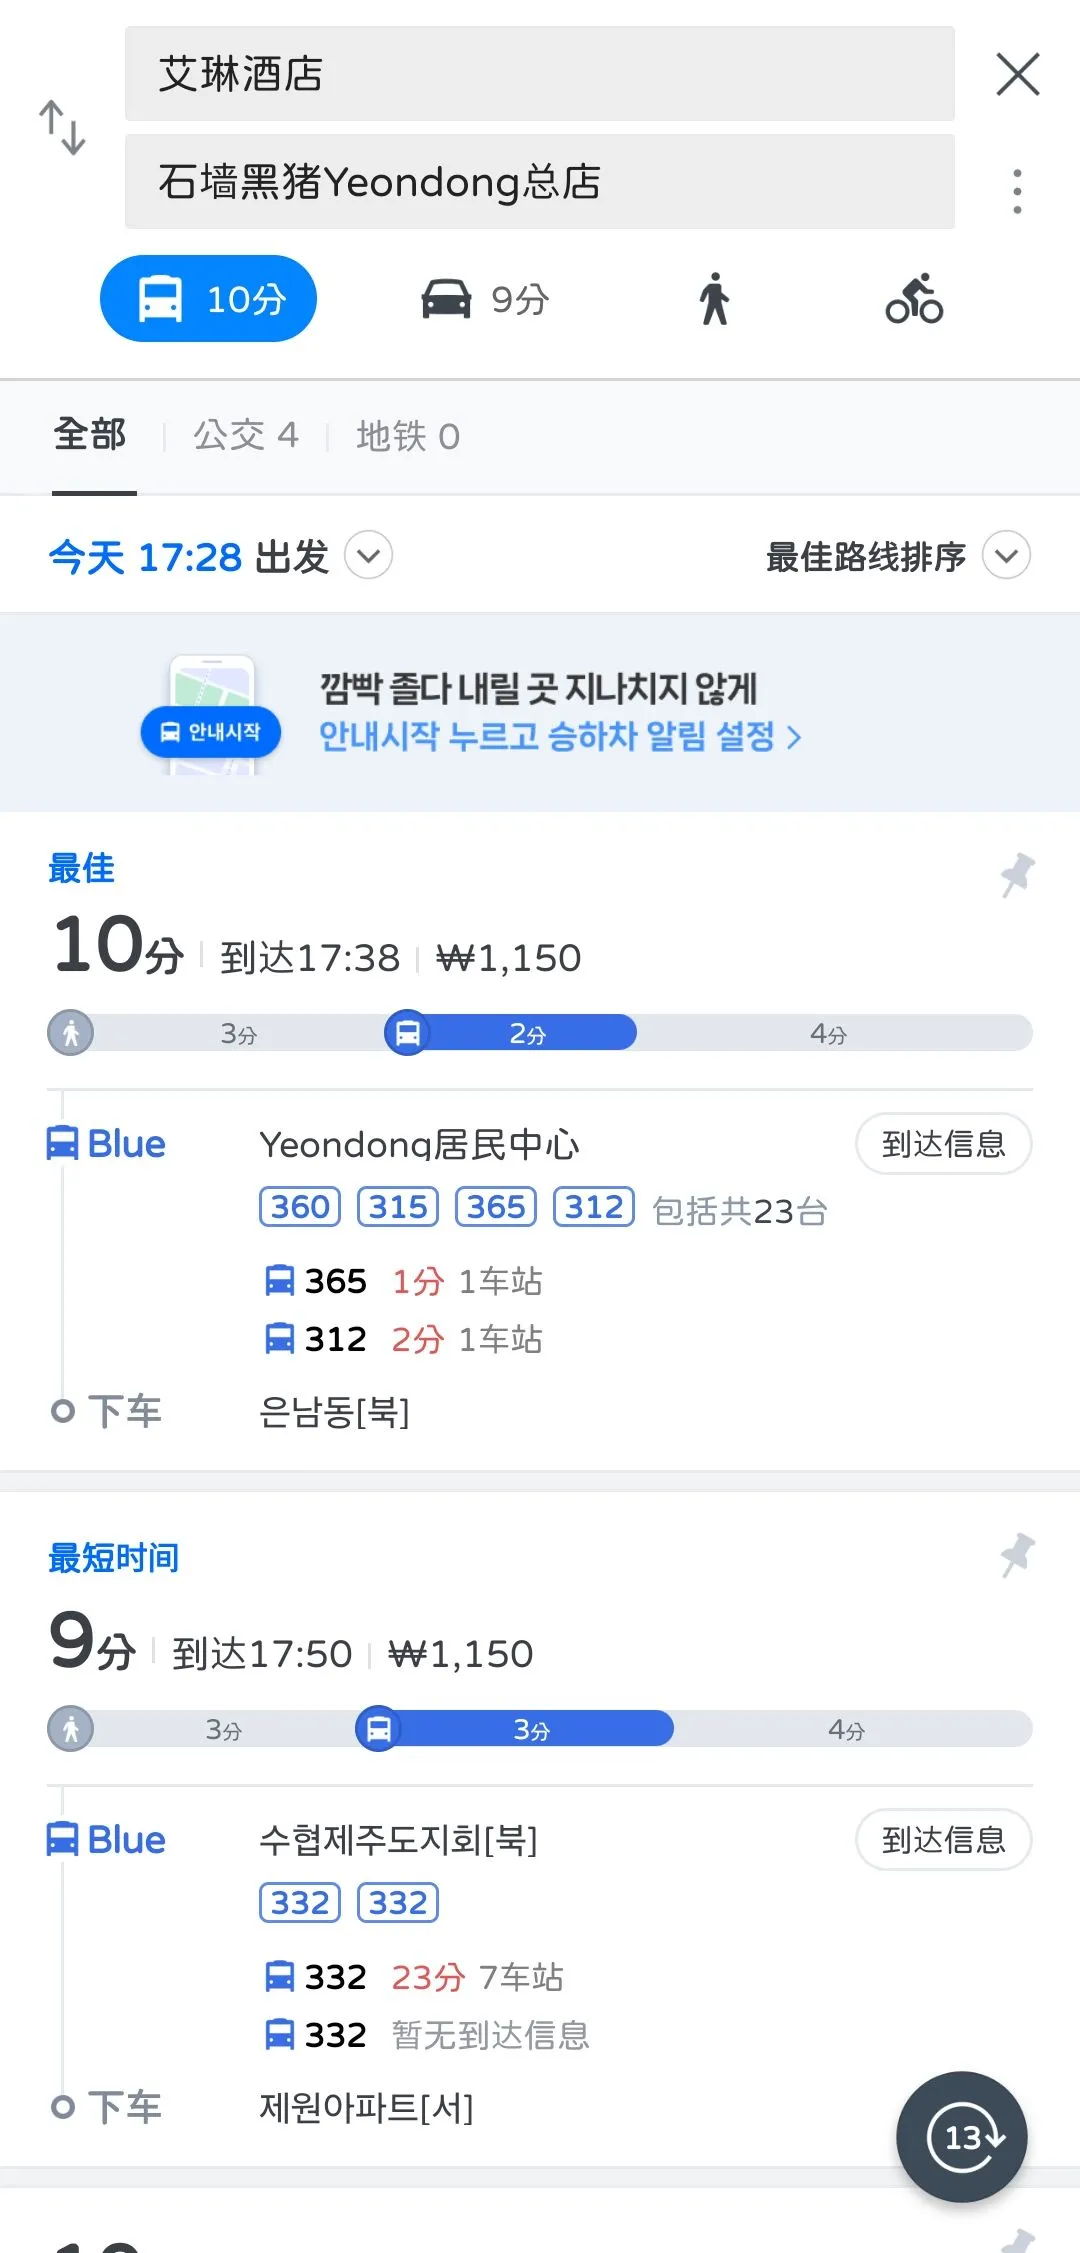 艾琳酒店
石墙黑猪Yeondong总店
10分 9分
全部 公交 4 地铁 0
今天 17:28 出发 最佳路线排序
깜빡 졸다 내릴 곳 지나치지 않게
안내시작 안내시작 누르고 승하차 알림 설정 >
最佳
10分 到达17:38 ₩1,150
3分 2分 4分
Blue Yeondong居民中心 到达信息
360 315 365 312 包括共23台
365 1分 1车站
312 2分 1车站
下车 은남동[북]
最短时间
9分 到达17:50 ₩1,150
3分 3分 4分
Blue 수협제주도지회[북] 到达信息
332 332
332 23分 7车站
332 暂无到达信息
下车 제원아파트[서]
13